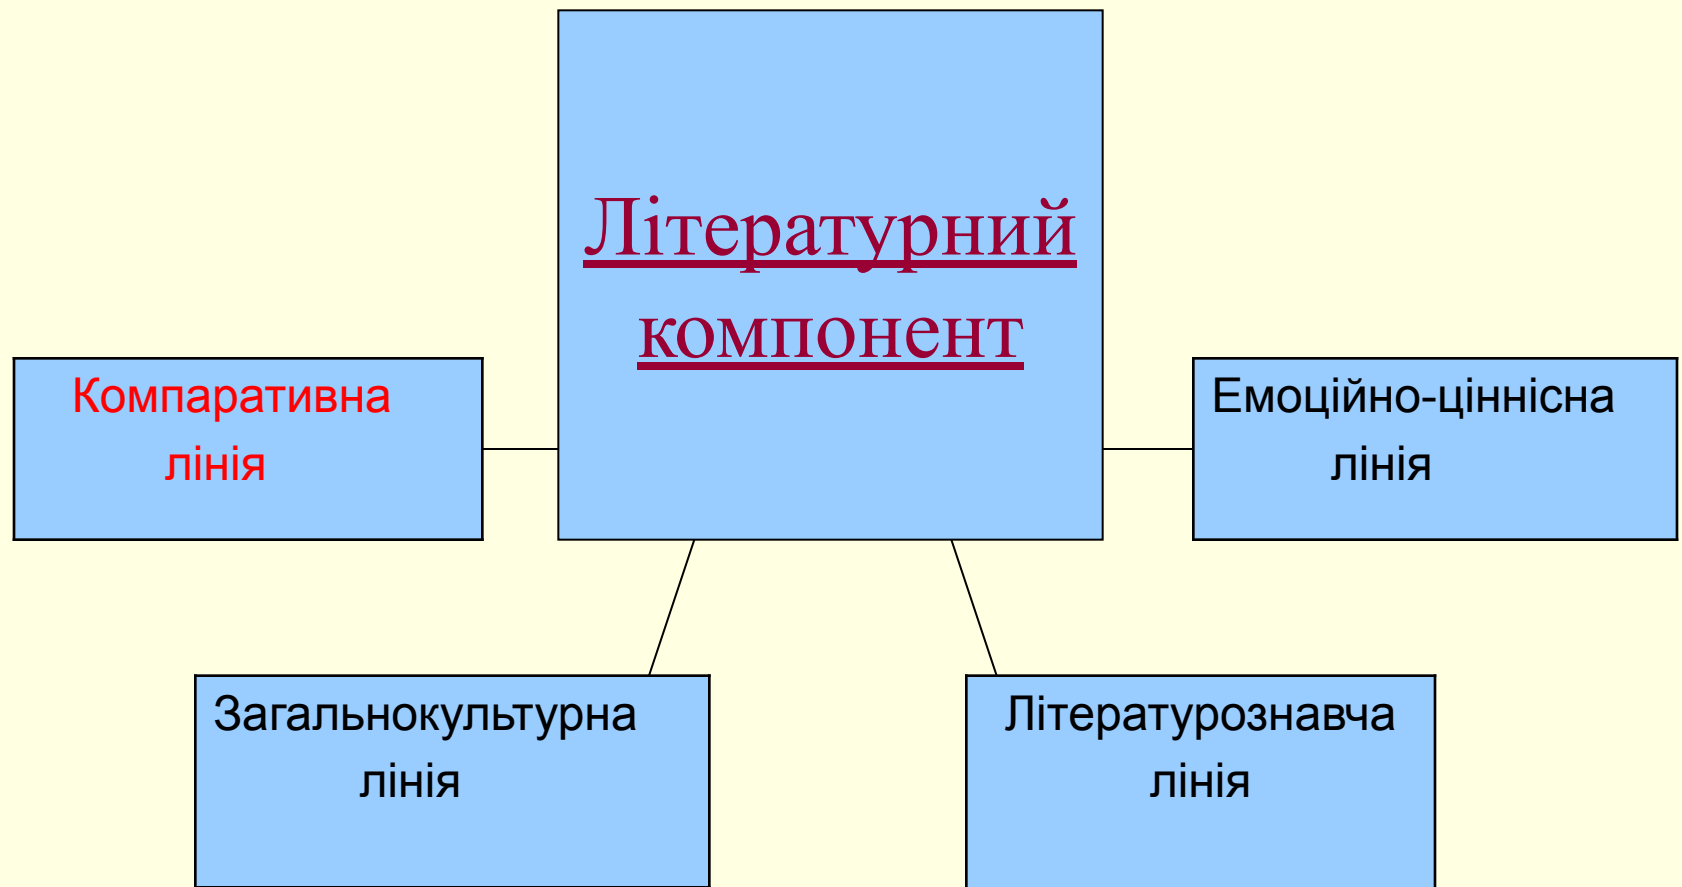 Літературний
компонент
Компаративна
лінія
Емоційно-ціннісна
лінія
Загальнокультурна
лінія
Літературознавча
лінія